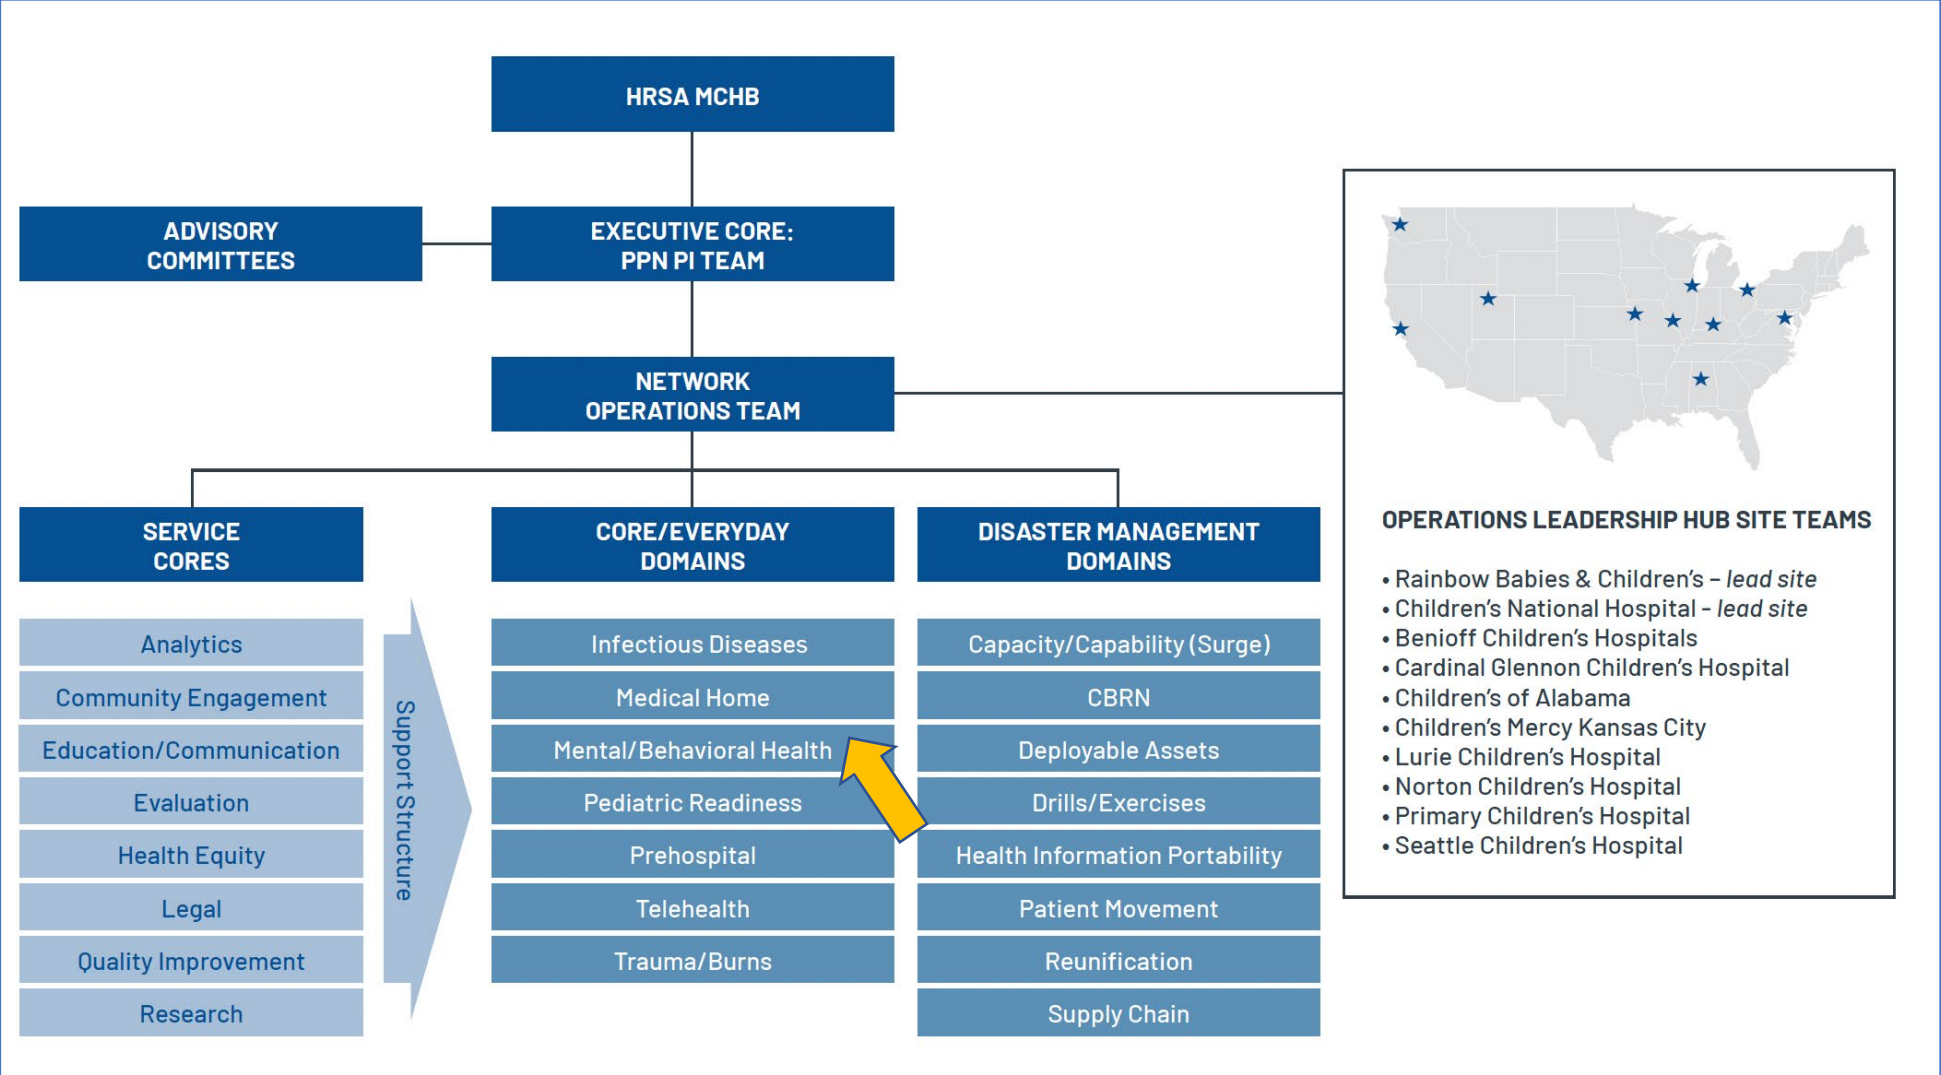 HRSA MCHB
ADVISORY
COMMITTEES
EXECUTIVE CORE:
PPN PI TEAM
NETWORK
OPERATIONS TEAM
SERVICE
CORES
Analytics
Community Engagement
Education/Communication
Evaluation
Health Equity
Legal
Quality Improvement
Research
Support Structure
CORE/EVERYDAY
DOMAINS
Infectious Diseases
Medical Home
Mental/Behavioral Health
Pediatric Readiness
Prehospital
Telehealth
Trauma/Burns
DISASTER MANAGEMENT
DOMAINS
Capacity/Capability (Surge)
CBRN
Deployable Assets
Drills/Exercises
Health Information Portability
Patient Movement
Reunification
Supply Chain
OPERATIONS LEADERSHIP HUB SITE TEAMS
• Rainbow Babies & Children's – lead site
• Children's National Hospital - lead site
• Benioff Children's Hospitals
• Cardinal Glennon Children's Hospital
• Children's of Alabama
• Children's Mercy Kansas City
• Lurie Children's Hospital
• Norton Children's Hospital
• Primary Children's Hospital
• Seattle Children's Hospital